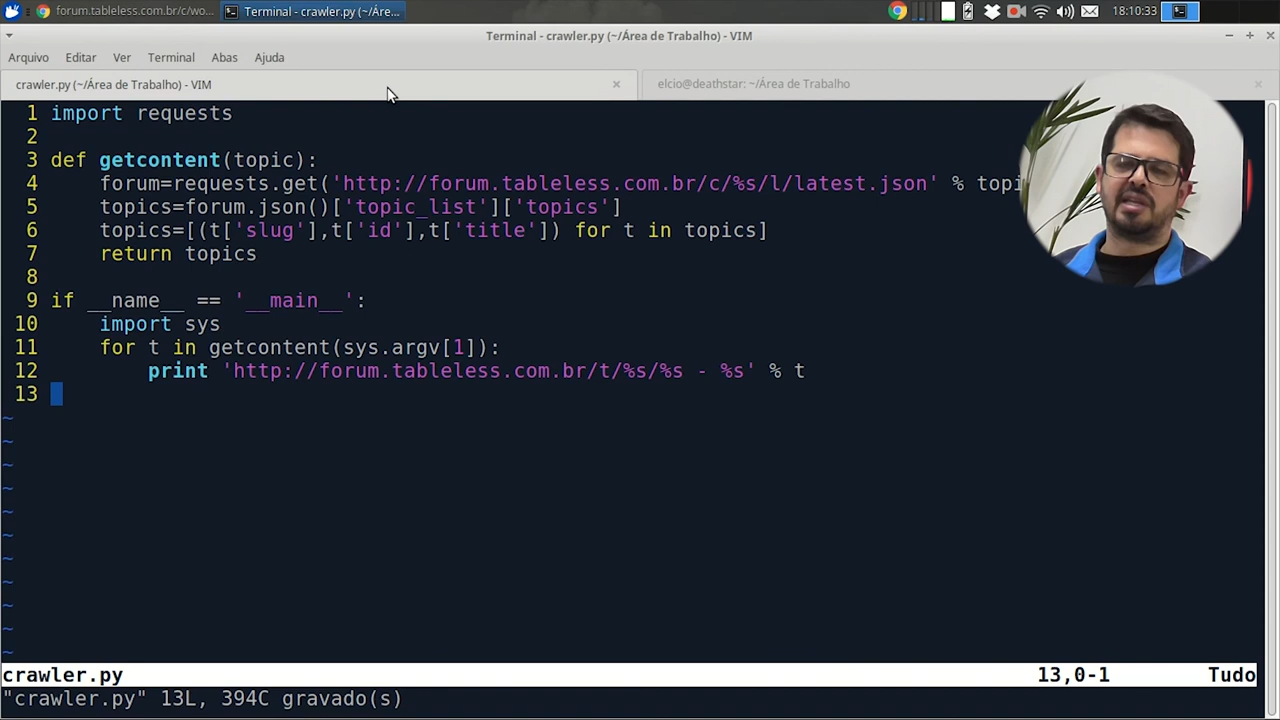 forum.tableless.com.br/c/wo...
Terminal - crawler.py (~/Áre...
18:10:33
Terminal - crawler.py (~/Área de Trabalho) - VIM
Arquivo Editar Ver Terminal Abas Ajuda
crawler.py (~/Área de Trabalho) - VIM
elcio@deathstar: ~/Área de Trabalho
1 import requests
2
3 def getcontent(topic):
4     forum=requests.get('http://forum.tableless.com.br/c/%s/l/latest.json' % topi
5     topics=forum.json()['topic_list']['topics']
6     topics=[(t['slug'],t['id'],t['title']) for t in topics]
7     return topics
8
9 if __name__ == '__main__':
10     import sys
11     for t in getcontent(sys.argv[1]):
12         print 'http://forum.tableless.com.br/t/%s/%s - %s' % t
13
~
~
~
~
~
~
~
~
~
~
~
crawler.py 13,0-1 Tudo
"crawler.py" 13L, 394C gravado(s)